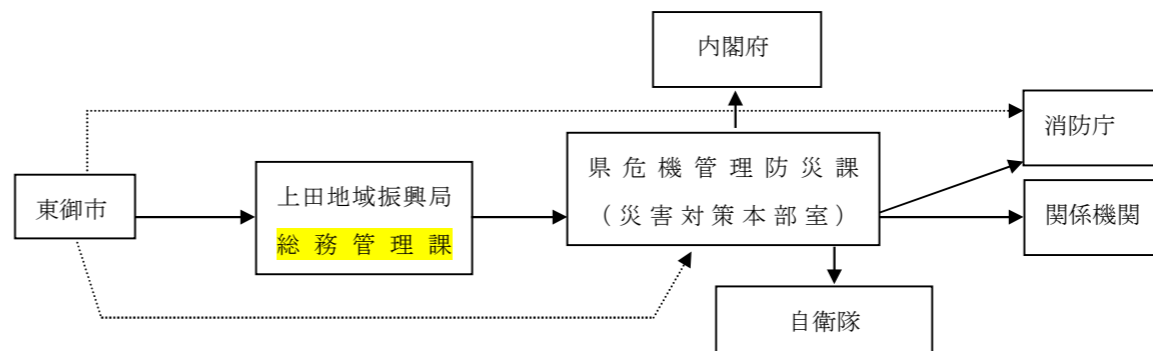 内閣府
消防庁
県危機管理防災課
（災害対策本部室）
上田地域振興局
総務管理課
東御市
関係機関
自衛隊